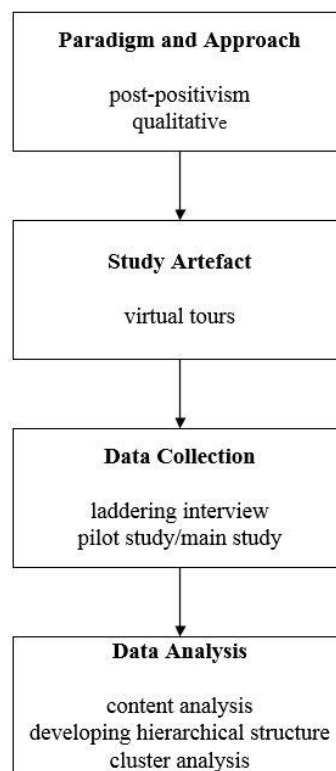 Paradigm and Approach
post-positivism
qualitative
Study Artefact
virtual tours
Data Collection
laddering interview
pilot study/main study
Data Analysis
content analysis
developing hierarchical structure
cluster analysis